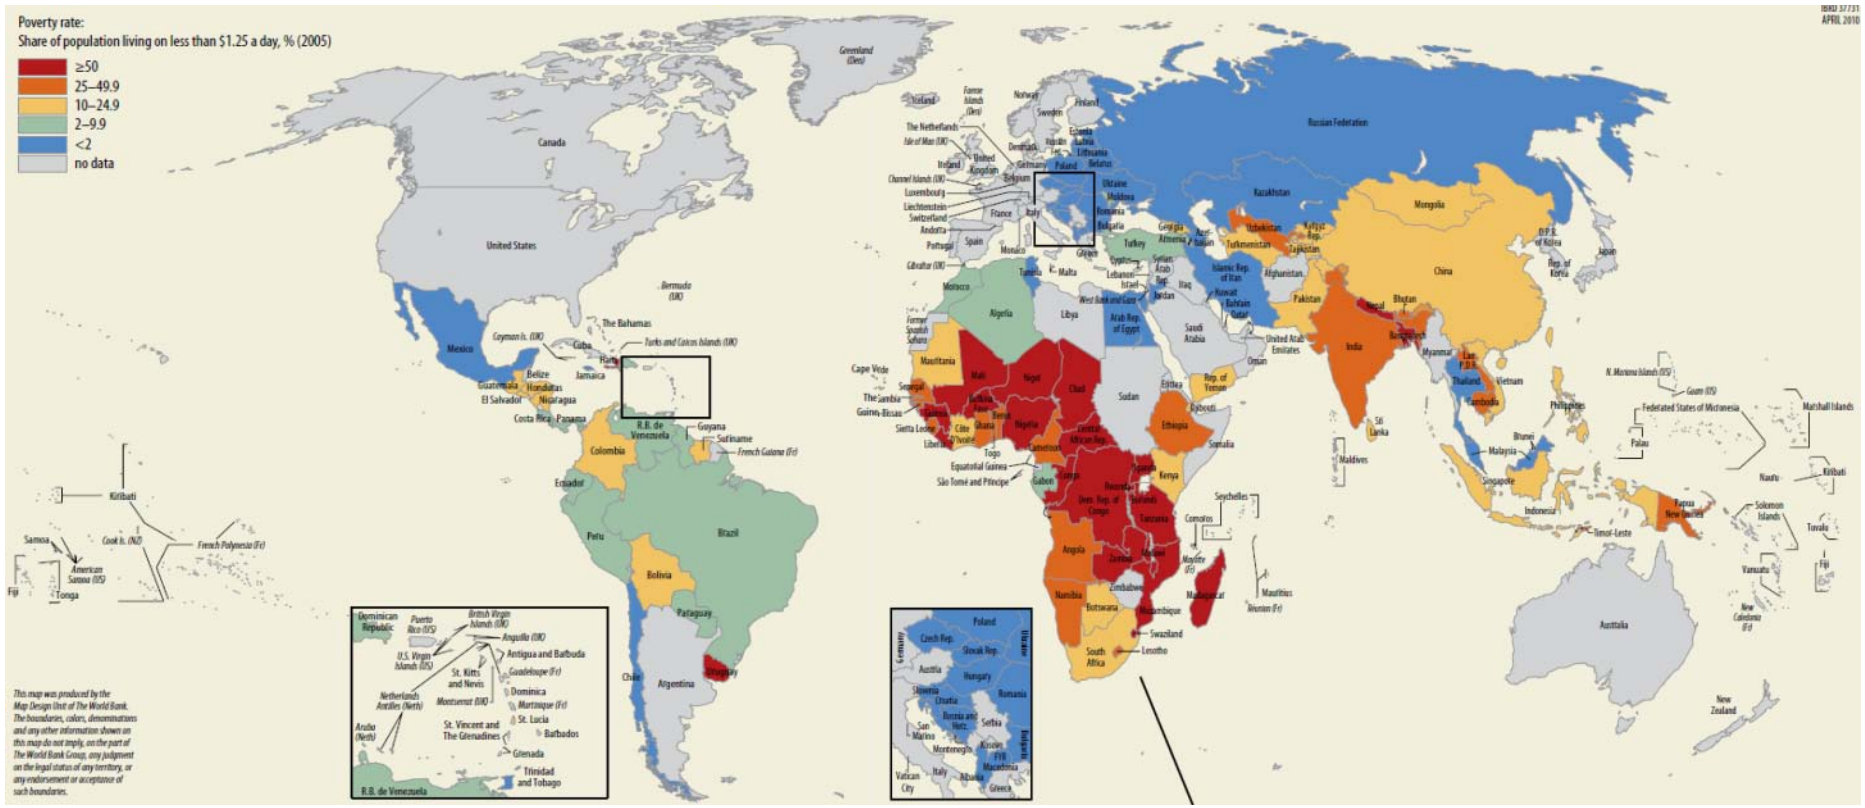 IBRD 37731
APRIL 2010
Poverty rate:
Share of population living on less than $1.25 a day, % (2005)
≥50
25–49.9
10–24.9
2–9.9
<2
no data
Greenland
(Den)
Canada
United States
Bermuda
(UK)
The Bahamas
Cayman Is. (UK)
Turks and Caicos Islands (UK)
Cuba
Haiti
Mexico
Belize
Jamaica
Guatemala
Honduras
El Salvador
Nicaragua
Costa Rica
Panama
R.B. de
Venezuela
Guyana
Suriname
French Guiana (Fr)
Colombia
Ecuador
Peru
Brazil
Bolivia
Paraguay
Uruguay
Chile
Argentina
Kiribati
Samoa
Cook Is. (NZ)
French Polynesia (Fr)
American
Samoa (US)
Fiji
Tonga
Iceland
Faeroe
Islands
(Den)
Norway
Sweden
Finland
The Netherlands
Isle of Man (UK)
Estonia
Latvia
Lithuania
Denmark
Ireland
United
Kingdom
Germany
Poland
Belarus
Channel Islands (UK)
Belgium
Luxembourg
Ukraine
Moldova
Liechtenstein
Switzerland
France
Italy
Romania
Bulgaria
Andorra
Portugal
Spain
Monaco
Greece
Gibraltar (UK)
Malta
Russian Federation
Kazakhstan
Mongolia
Georgia
Armenia
Azer-
baijan
Turkey
Uzbekistan
Kyrgyz
Rep.
Turkmenistan
Tajikistan
Cyprus
Lebanon
Israel
Syrian
Arab
Rep.
Iraq
Islamic Rep.
of Iran
Afghanistan
China
D.P.R.
of Korea
Rep. of
Korea
Japan
West Bank and Gaza
Jordan
Kuwait
Bahrain
Qatar
Pakistan
Nepal
Bhutan
Saudi
Arabia
United Arab
Emirates
Oman
India
Bangladesh
Myanmar
Lao
P.D.R.
Thailand
Vietnam
Cambodia
Philippines
Sri
Lanka
Maldives
Brunei
Malaysia
Singapore
Indonesia
Timor-Leste
Papua
New Guinea
N. Mariana Islands (US)
Guam (US)
Federated States of Micronesia
Marshall Islands
Palau
Nauru
Kiribati
Solomon
Islands
Tuvalu
Vanuatu
Fiji
New
Caledonia
(Fr)
Australia
New
Zealand
Tunisia
Morocco
Algeria
Libya
Arab Rep.
of Egypt
Former
Spanish
Sahara
Mauritania
Cape Verde
Mali
Niger
Chad
Sudan
Eritrea
Rep. of
Yemen
Djibouti
Senegal
The Gambia
Guinea-Bissau
Guinea
Burkina
Faso
Benin
Ghana
Côte
D'Ivoire
Sierra Leone
Liberia
Togo
Nigeria
Cameroon
Central
African Rep.
Ethiopia
Somalia
Equatorial Guinea
São Tomé and Príncipe
Gabon
Congo
Uganda
Kenya
Rwanda
Burundi
Dem. Rep. of
Congo
Tanzania
Seychelles
Comoros
Angola
Zambia
Malawi
Mayotte
(Fr)
Zimbabwe
Mozambique
Madagascar
Mauritius
Réunion (Fr)
Namibia
Botswana
Swaziland
South
Africa
Lesotho
Dominican
Republic
Puerto
Rico (US)
British Virgin
Islands (UK)
Anguilla (UK)
U.S. Virgin
Islands (US)
Antigua and Barbuda
St. Kitts
and Nevis
Guadeloupe (Fr)
Netherlands
Antilles (Neth)
Montserrat (UK)
Dominica
Martinique (Fr)
St. Lucia
Aruba
(Neth)
St. Vincent and
The Grenadines
Barbados
Grenada
Trinidad
and Tobago
R.B. de Venezuela
Germany
Poland
Ukraine
Czech Rep.
Slovak Rep.
Austria
Hungary
Slovenia
Croatia
Romania
Bosnia and
Herz.
Serbia
San
Marino
Montenegro
Kosovo
Bulgaria
FYR
Macedonia
Vatican
City
Italy
Albania
Greece
This map was produced by the
Map Design Unit of The World Bank.
The boundaries, colors, denominations
and any other information shown on
this map do not imply, on the part of
The World Bank Group, any judgment
on the legal status of any territory, or
any endorsement or acceptance of
such boundaries.